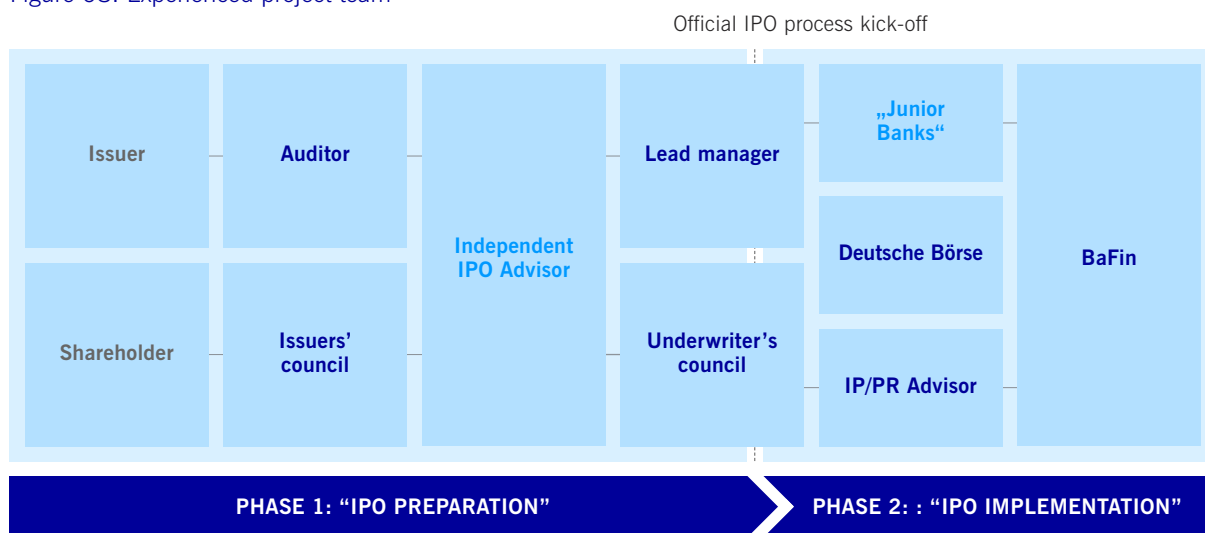 Official IPO process kick-off
Issuer
Auditor
Independent
IPO Advisor
Lead manager
„Junior
Banks“
Deutsche Börse
BaFin
Shareholder
Issuers’
council
Underwriter’s
council
IP/PR Advisor
PHASE 1: “IPO PREPARATION”
PHASE 2: : “IPO IMPLEMENTATION”